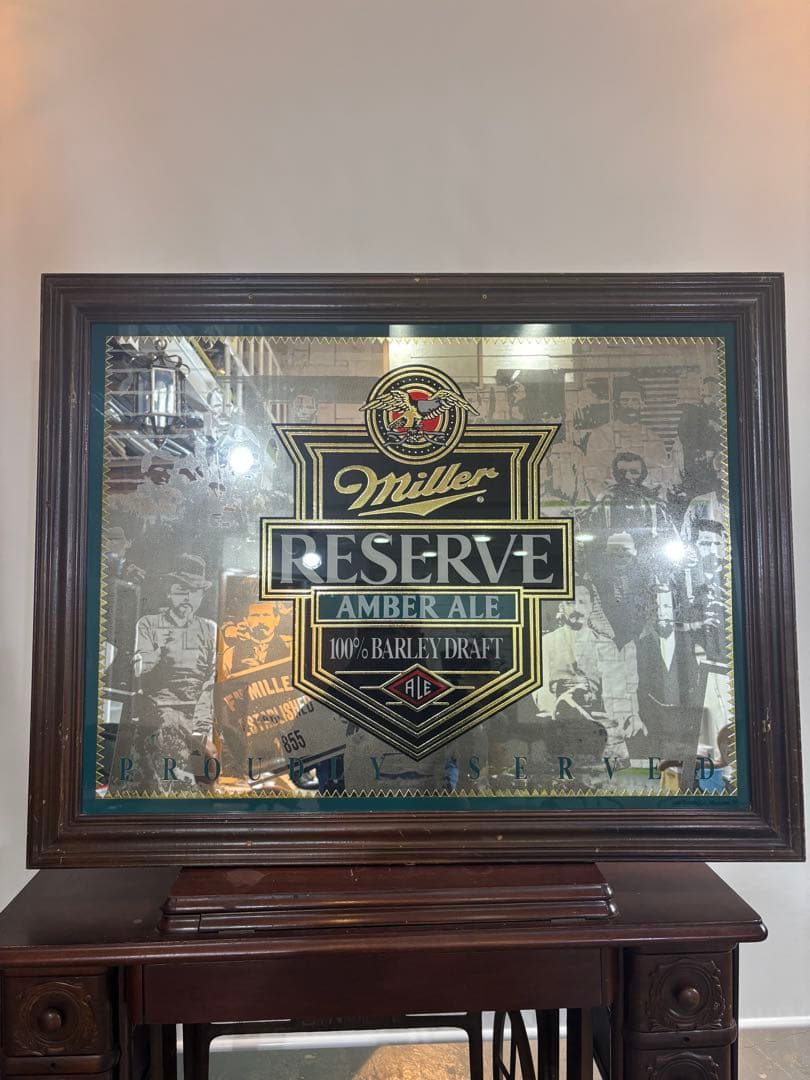 Miller
RESERVE
AMBER ALE
100% BARLEY DRAFT
ALE
MILLER
ESTABLISHED
1855
PROUDLY SERVED